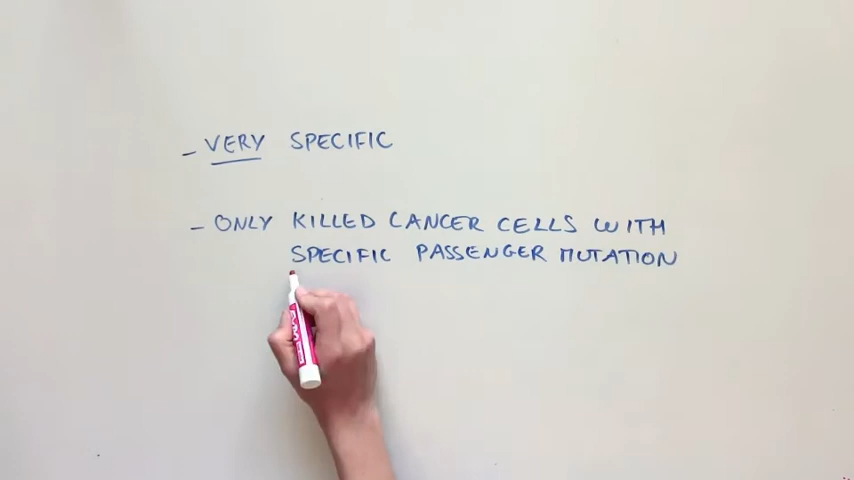 - VERY SPECIFIC
- ONLY KILLED CANCER CELLS WITH
SPECIFIC PASSENGER MUTATION